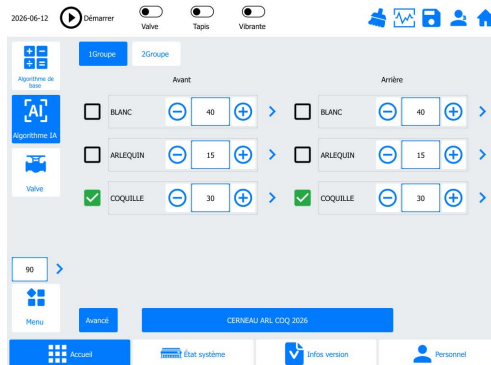 2026-06-12 Démarrer Valve Tapis Vibrante
Algorithme de base
1Groupe 2Groupe
Avant Arrière
[AI]
Algorithme IA
BLANC 40 BLANC 40
ARLEQUIN 15 ARLEQUIN 15
Valve
COQUILLE 30 COQUILLE 30
90
Menu
Avancé CERNEAU ARL COQ 2026
Accueil État système Infos version Personnel